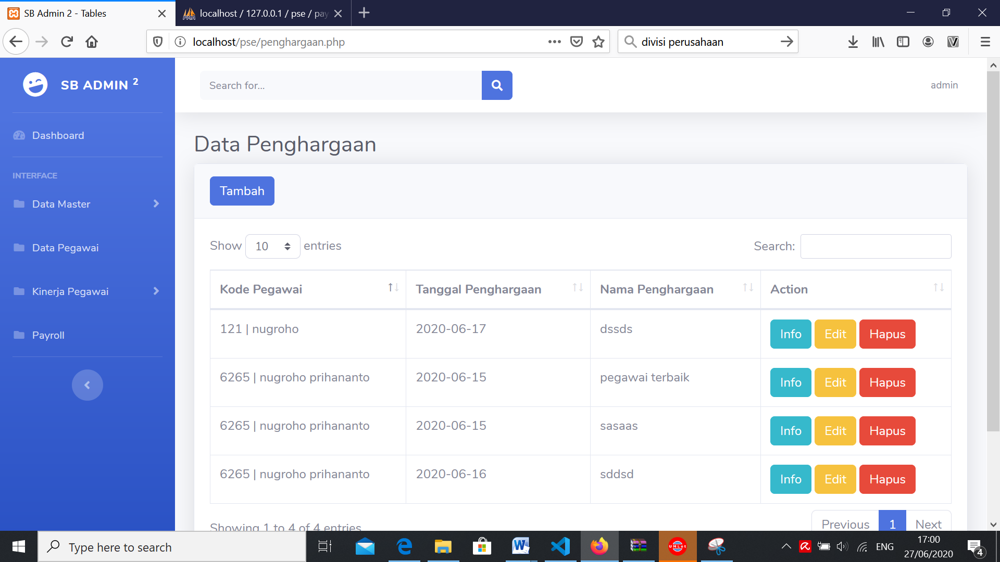 SB Admin 2 - Tables
localhost / 127.0.0.1 / pse / pay
localhost/pse/penghargaan.php
divisi perusahaan
SB ADMIN 2
Search for...
admin
Dashboard
INTERFACE
Data Master
Data Pegawai
Kinerja Pegawai
Payroll
Data Penghargaan
Tambah
Show 10 entries
Search:
Kode Pegawai Tanggal Penghargaan Nama Penghargaan Action
121 | nugroho 2020-06-17 dssds Info Edit Hapus
6265 | nugroho prihananto 2020-06-15 pegawai terbaik Info Edit Hapus
6265 | nugroho prihananto 2020-06-15 sasaas Info Edit Hapus
6265 | nugroho prihananto 2020-06-16 sddsd Info Edit Hapus
Showing 1 to 4 of 4 entries
Previous 1 Next
Type here to search
UMLet
ENG
17:00
27/06/2020
4